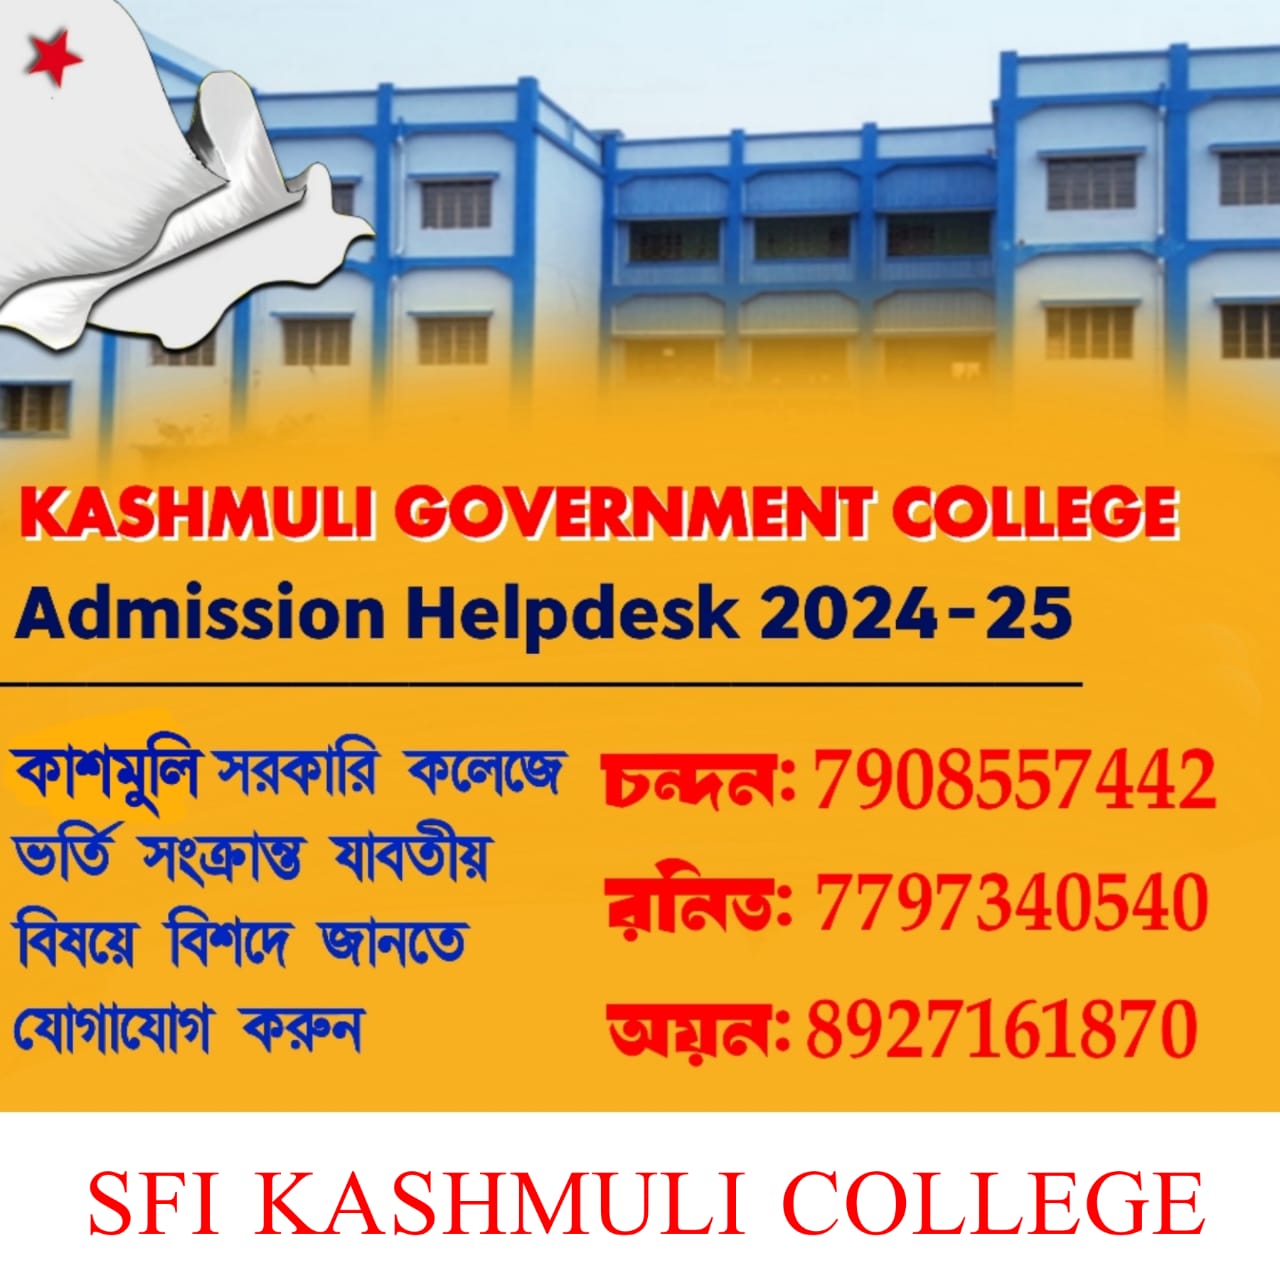 KASHMULI GOVERNMENT COLLEGE
Admission Helpdesk 2024-25
কাশমুলি সরকারি কলেজে
ভর্তি সংক্রান্ত যাবতীয়
বিষয়ে বিশদে জানতে
যোগাযোগ করুন
চন্দন: 7908557442
রনিত: 7797340540
অয়ন: 8927161870
SFI KASHMULI COLLEGE